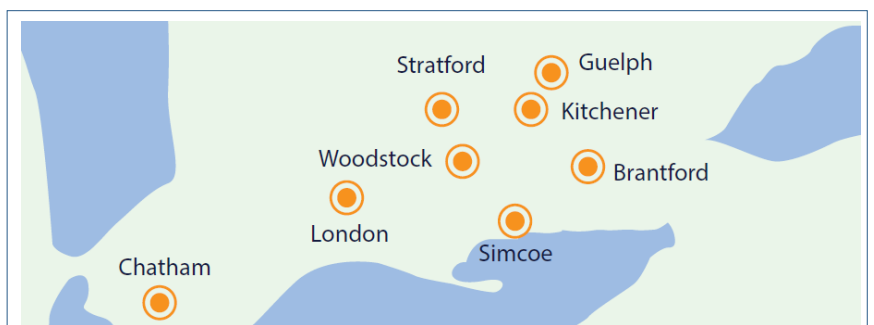 Stratford
Guelph
Kitchener
Woodstock
Brantford
London
Simcoe
Chatham